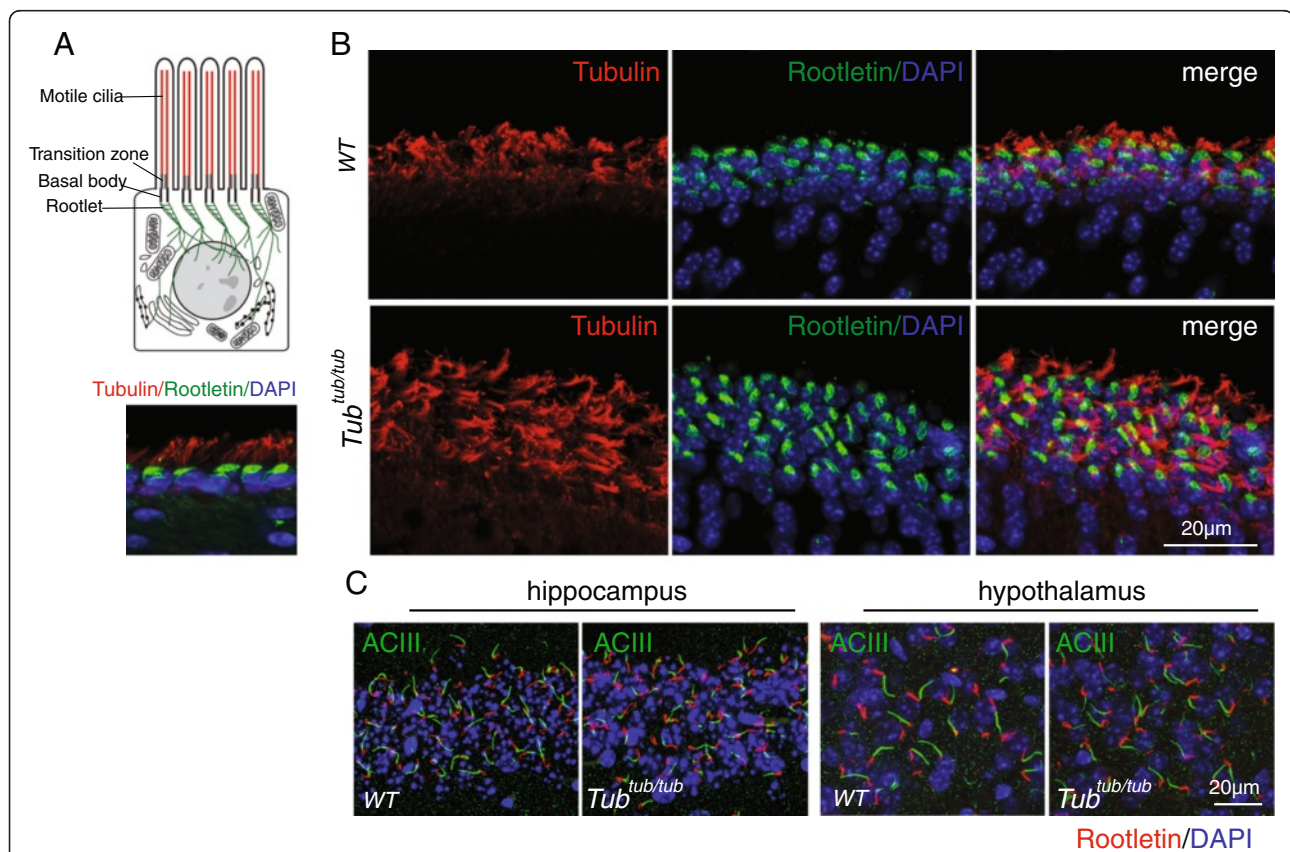 A
Motile cilia
Transition zone
Basal body
Rootlet
Tubulin/Rootletin/DAPI
B
Tubulin
Rootletin/DAPI
merge
WT
Tubulin
Rootletin/DAPI
merge
Tub tub/tub
20µm
C
hippocampus
hypothalamus
ACIII
ACIII
ACIII
ACIII
WT
Tub tub/tub
WT
Tub tub/tub
20µm
Rootletin/DAPI